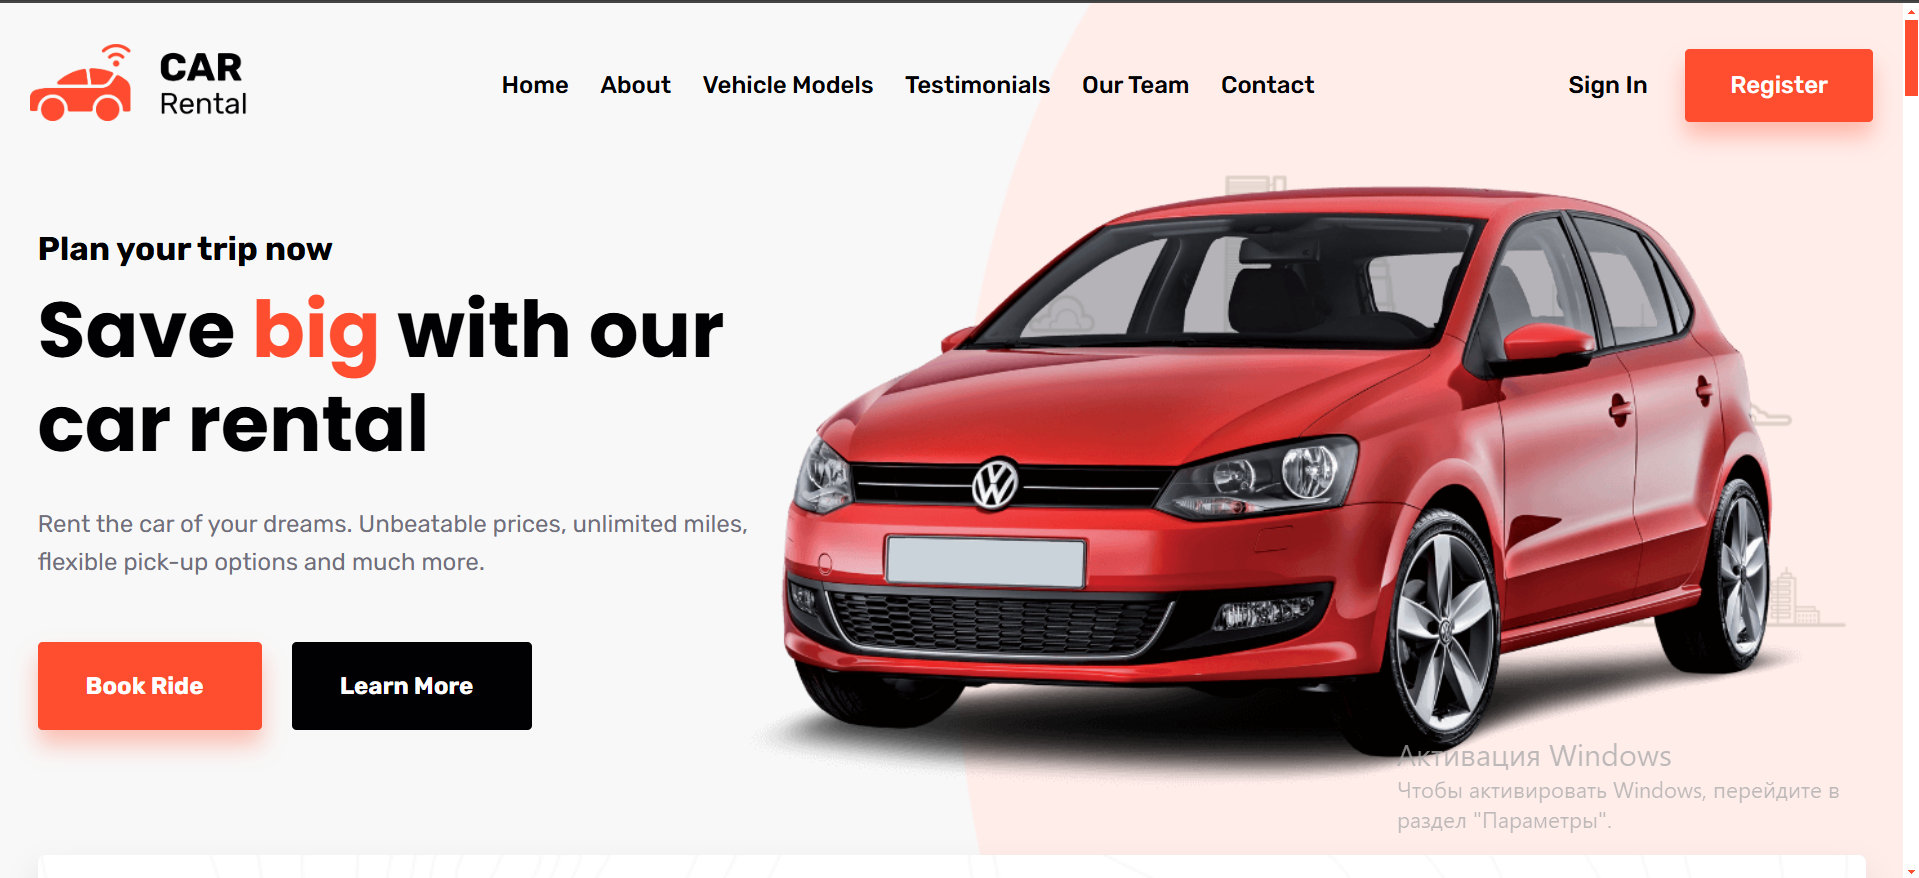 CAR
Rental
Home About Vehicle Models Testimonials Our Team Contact
Sign In
Register
Plan your trip now
Save big with our
car rental
Rent the car of your dreams. Unbeatable prices, unlimited miles,
flexible pick-up options and much more.
Book Ride
Learn More
Активация Windows
Чтобы активировать Windows, перейдите в
раздел "Параметры".